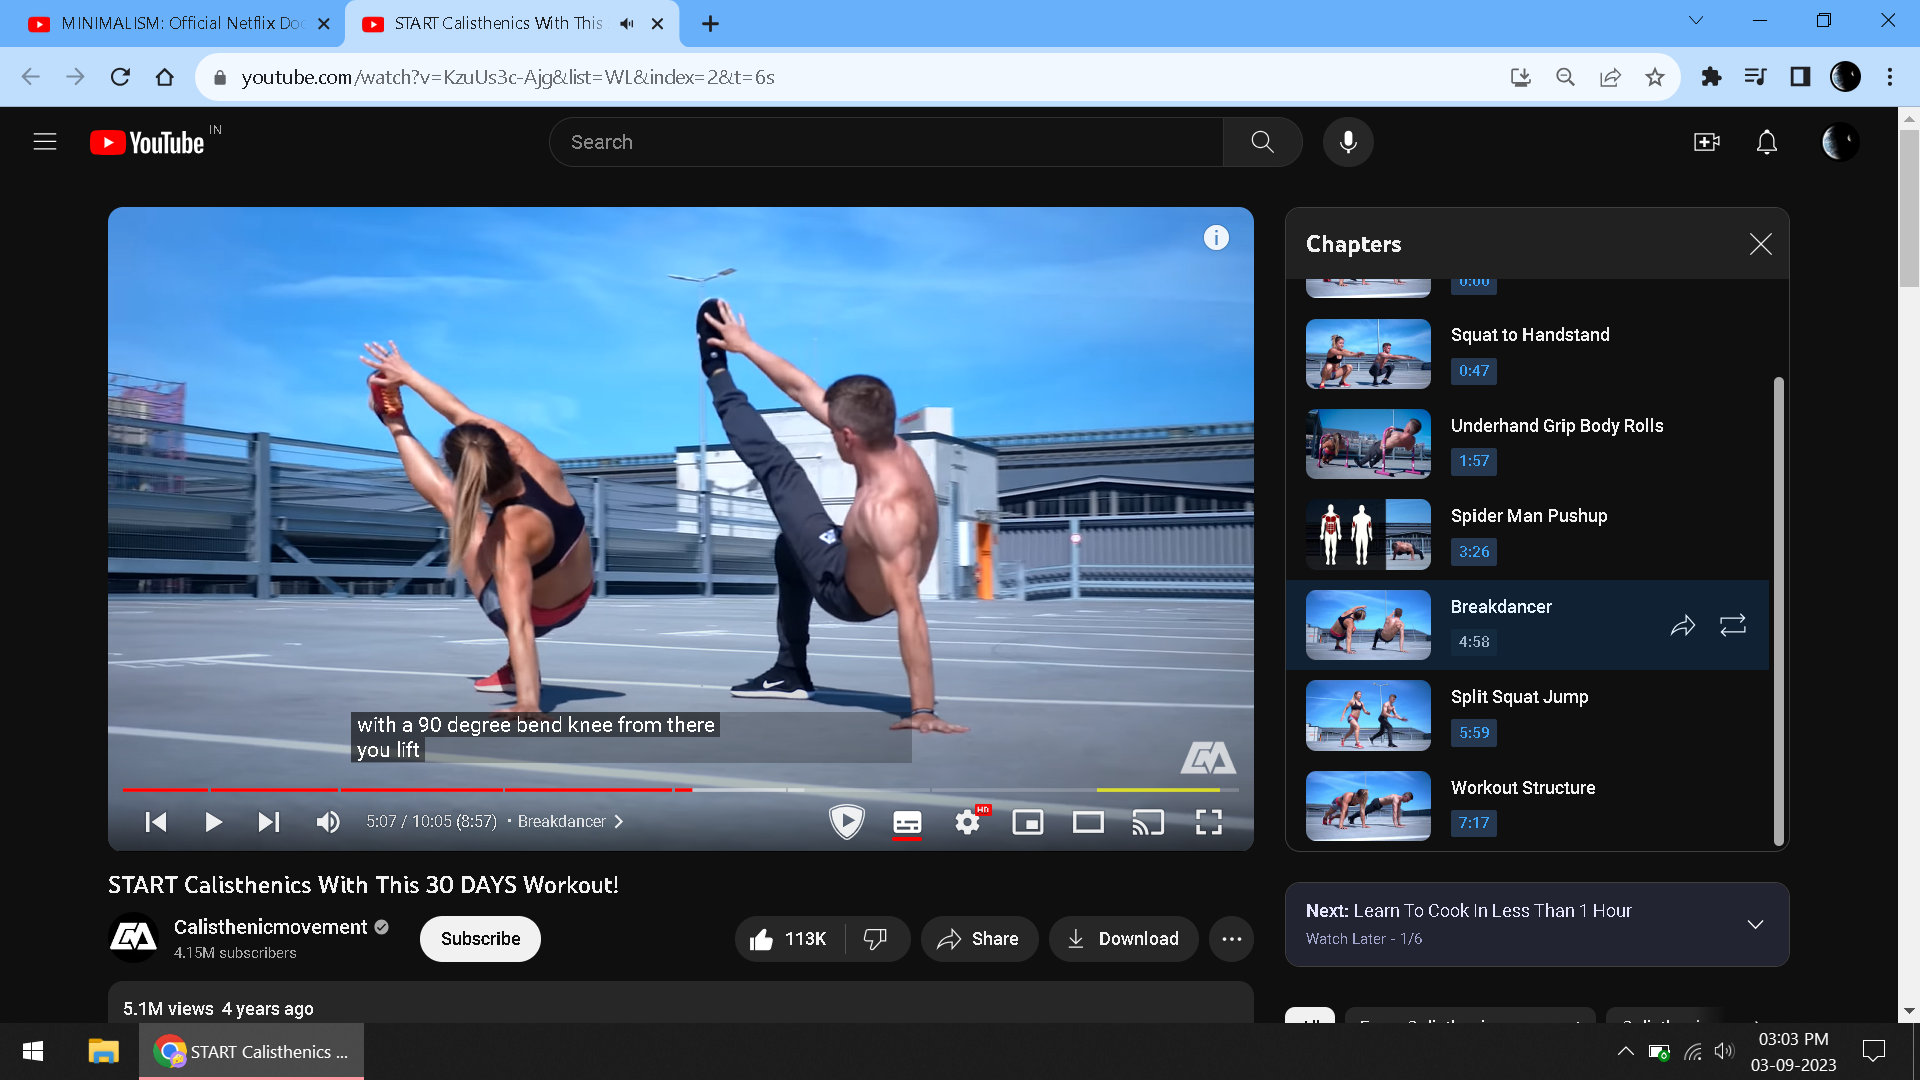 MINIMALISM: Official Netflix Doc
START Calisthenics With This
youtube.com/watch?v=KzuUs3c-Ajg&list=WL&index=2&t=6s
YouTube IN
Search
Chapters
0:00
Squat to Handstand
0:47
Underhand Grip Body Rolls
1:57
Spider Man Pushup
3:26
Breakdancer
4:58
Split Squat Jump
5:59
Workout Structure
7:17
with a 90 degree bend knee from there
you lift
5:07 / 10:05 (8:57) • Breakdancer
HD
START Calisthenics With This 30 DAYS Workout!
Calisthenicmovement
4.15M subscribers
Subscribe
113K
Share
Download
Next: Learn To Cook In Less Than 1 Hour
Watch Later - 1/6
5.1M views 4 years ago
All
START Calisthenics ...
03:03 PM
03-09-2023